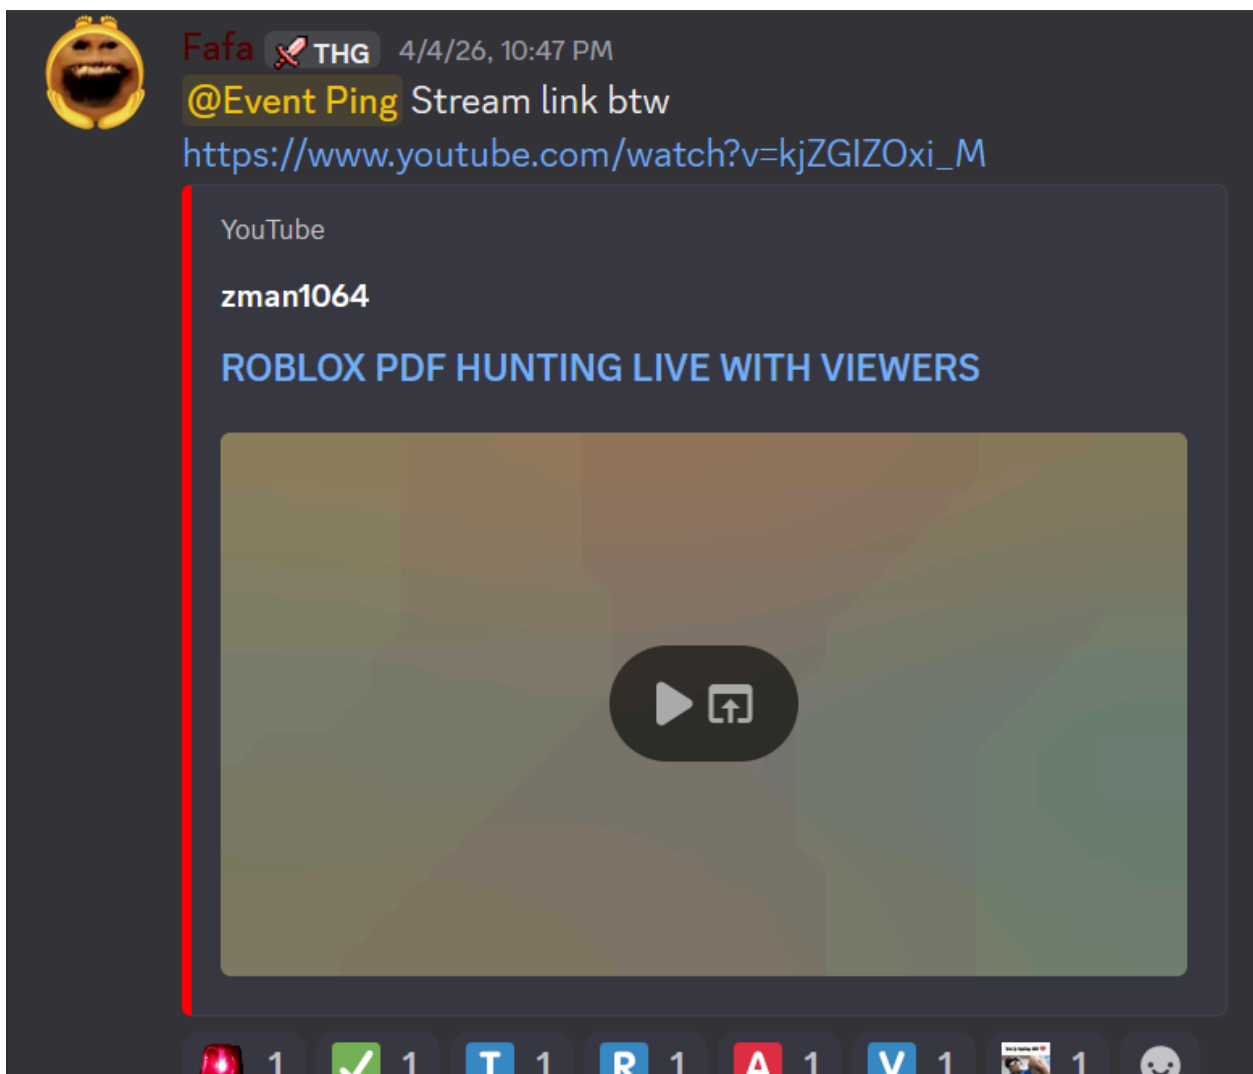 Fafa THG 4/4/26, 10:47 PM
@Event Ping Stream link btw
https://www.youtube.com/watch?v=kjZGIZOxi_M
YouTube
zman1064
ROBLOX PDF HUNTING LIVE WITH VIEWERS
1 1 T 1 R 1 A 1 V 1 1